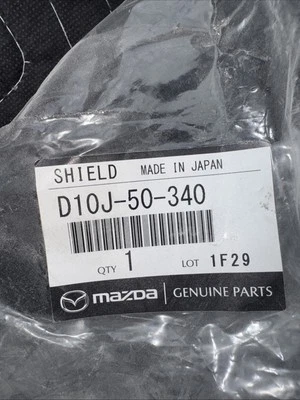 SHIELD MADE IN JAPAN
D10J-50-340
QTY 1 LOT 1F29
mazda GENUINE PARTS